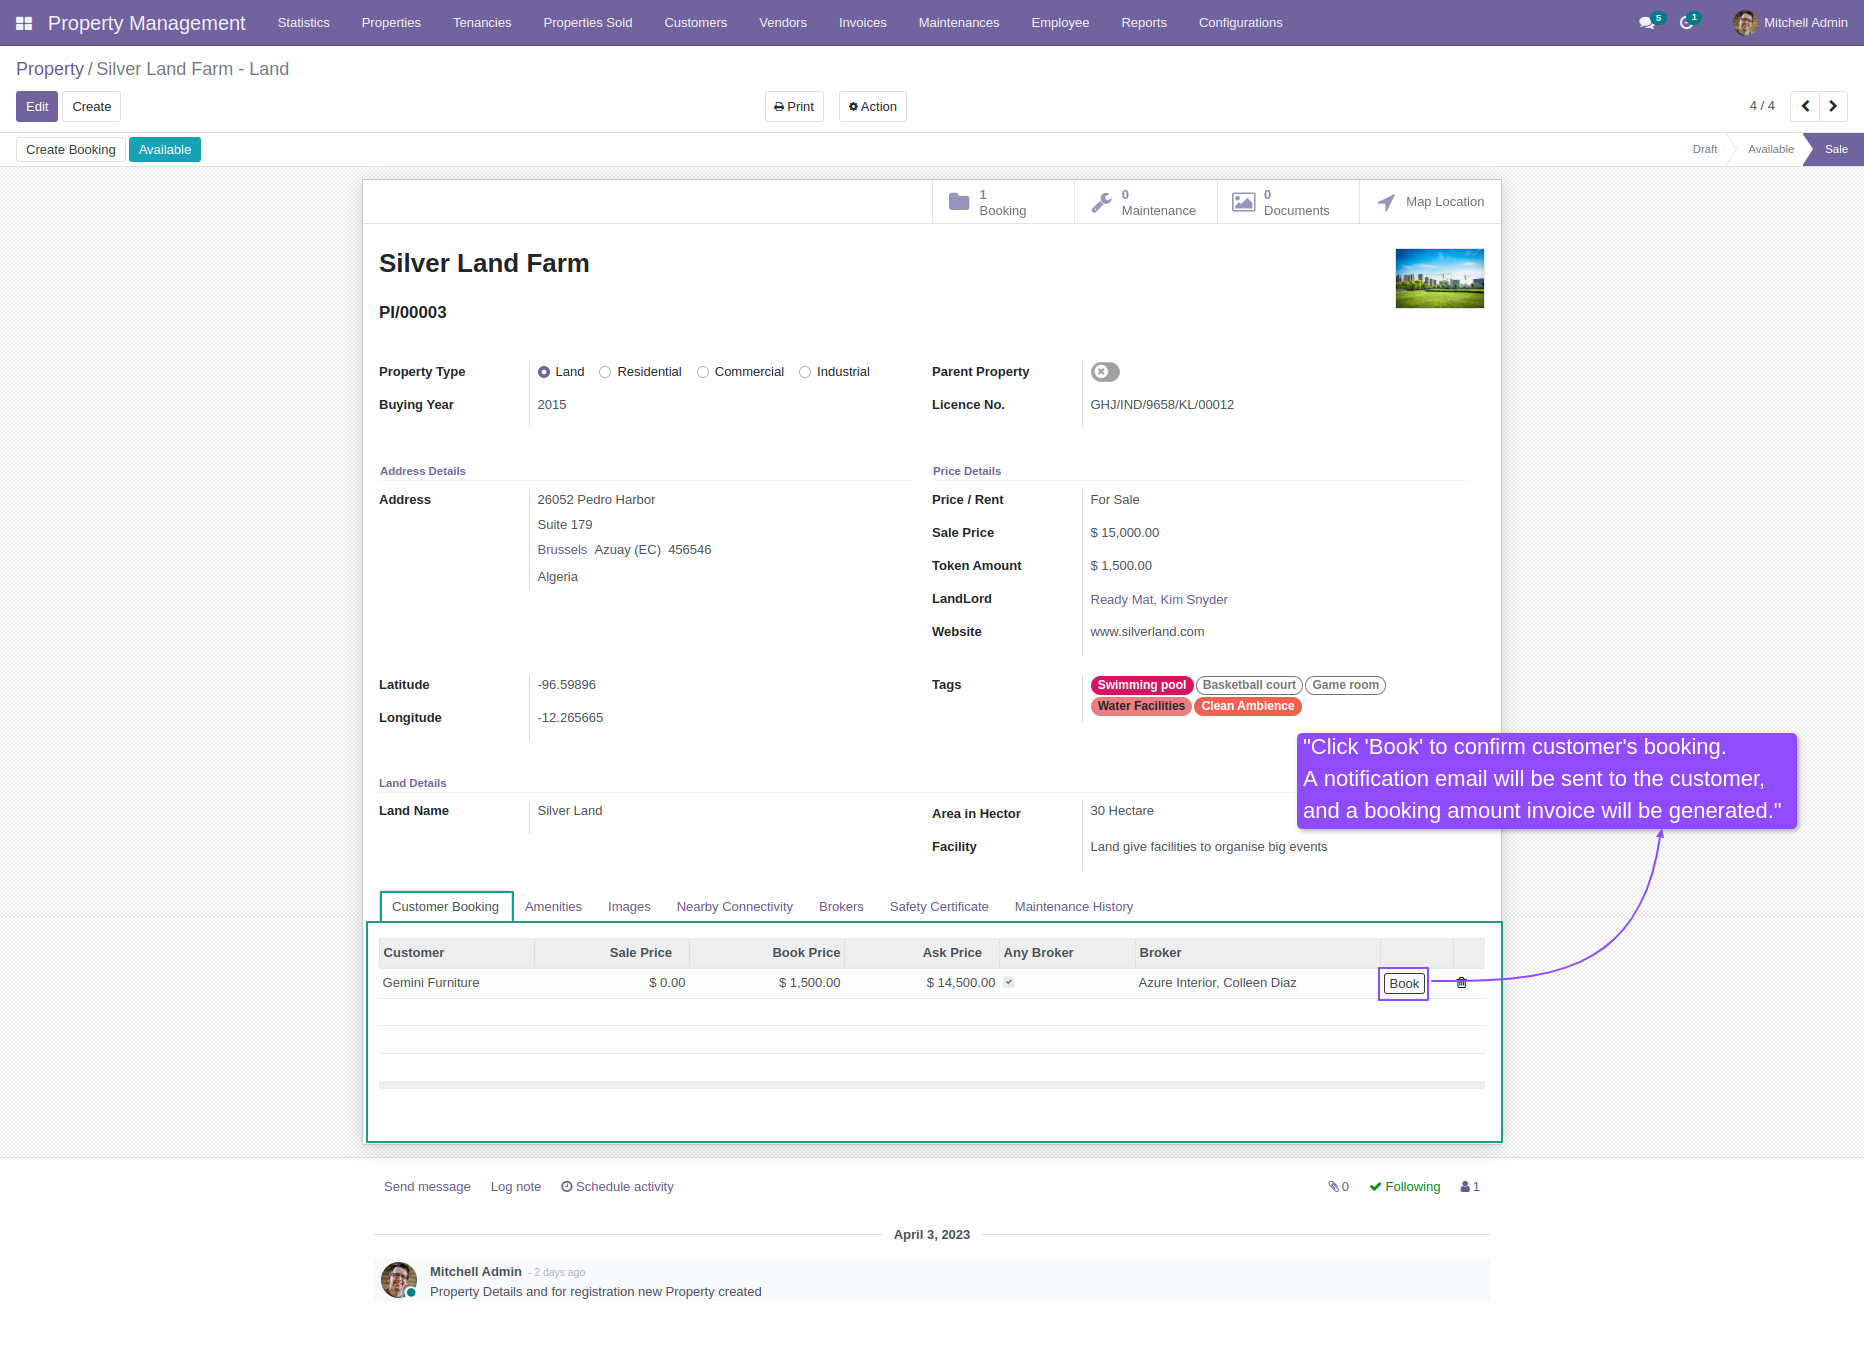 Property Management Statistics Properties Tenancies Properties Sold Customers Vendors Invoices Maintenances Employee Reports Configurations 5 1 Mitchell Admin
Property / Silver Land Farm - Land
Edit Create Print Action 4 / 4
Create Booking Available Draft Available Sale
1 Booking 0 Maintenance 0 Documents Map Location
Silver Land Farm
PI/00003
Property Type Land Residential Commercial Industrial Parent Property
Buying Year 2015 Licence No. GHJ/IND/9658/KL/00012
Address Details Price Details
Address 26052 Pedro Harbor Price / Rent For Sale
Suite 179
Sale Price $ 15,000.00
Brussels Azuay (EC) 456546
Token Amount $ 1,500.00
Algeria
LandLord Ready Mat, Kim Snyder
Website www.silverland.com
Latitude -96.59896 Tags Swimming pool Basketball court Game room
Water Facilities Clean Ambience
Longitude -12.265665
"Click 'Book' to confirm customer's booking.
A notification email will be sent to the customer,
and a booking amount invoice will be generated."
Land Details
Land Name Silver Land Area in Hector 30 Hectare
Facility Land give facilities to organise big events
Customer Booking Amenities Images Nearby Connectivity Brokers Safety Certificate Maintenance History
Customer Sale Price Book Price Ask Price Any Broker Broker
Gemini Furniture $ 0.00 $ 1,500.00 $ 14,500.00 Azure Interior, Colleen Diaz Book
Send message Log note Schedule activity 0 Following 1
April 3, 2023
Mitchell Admin - 2 days ago
Property Details and for registration new Property created